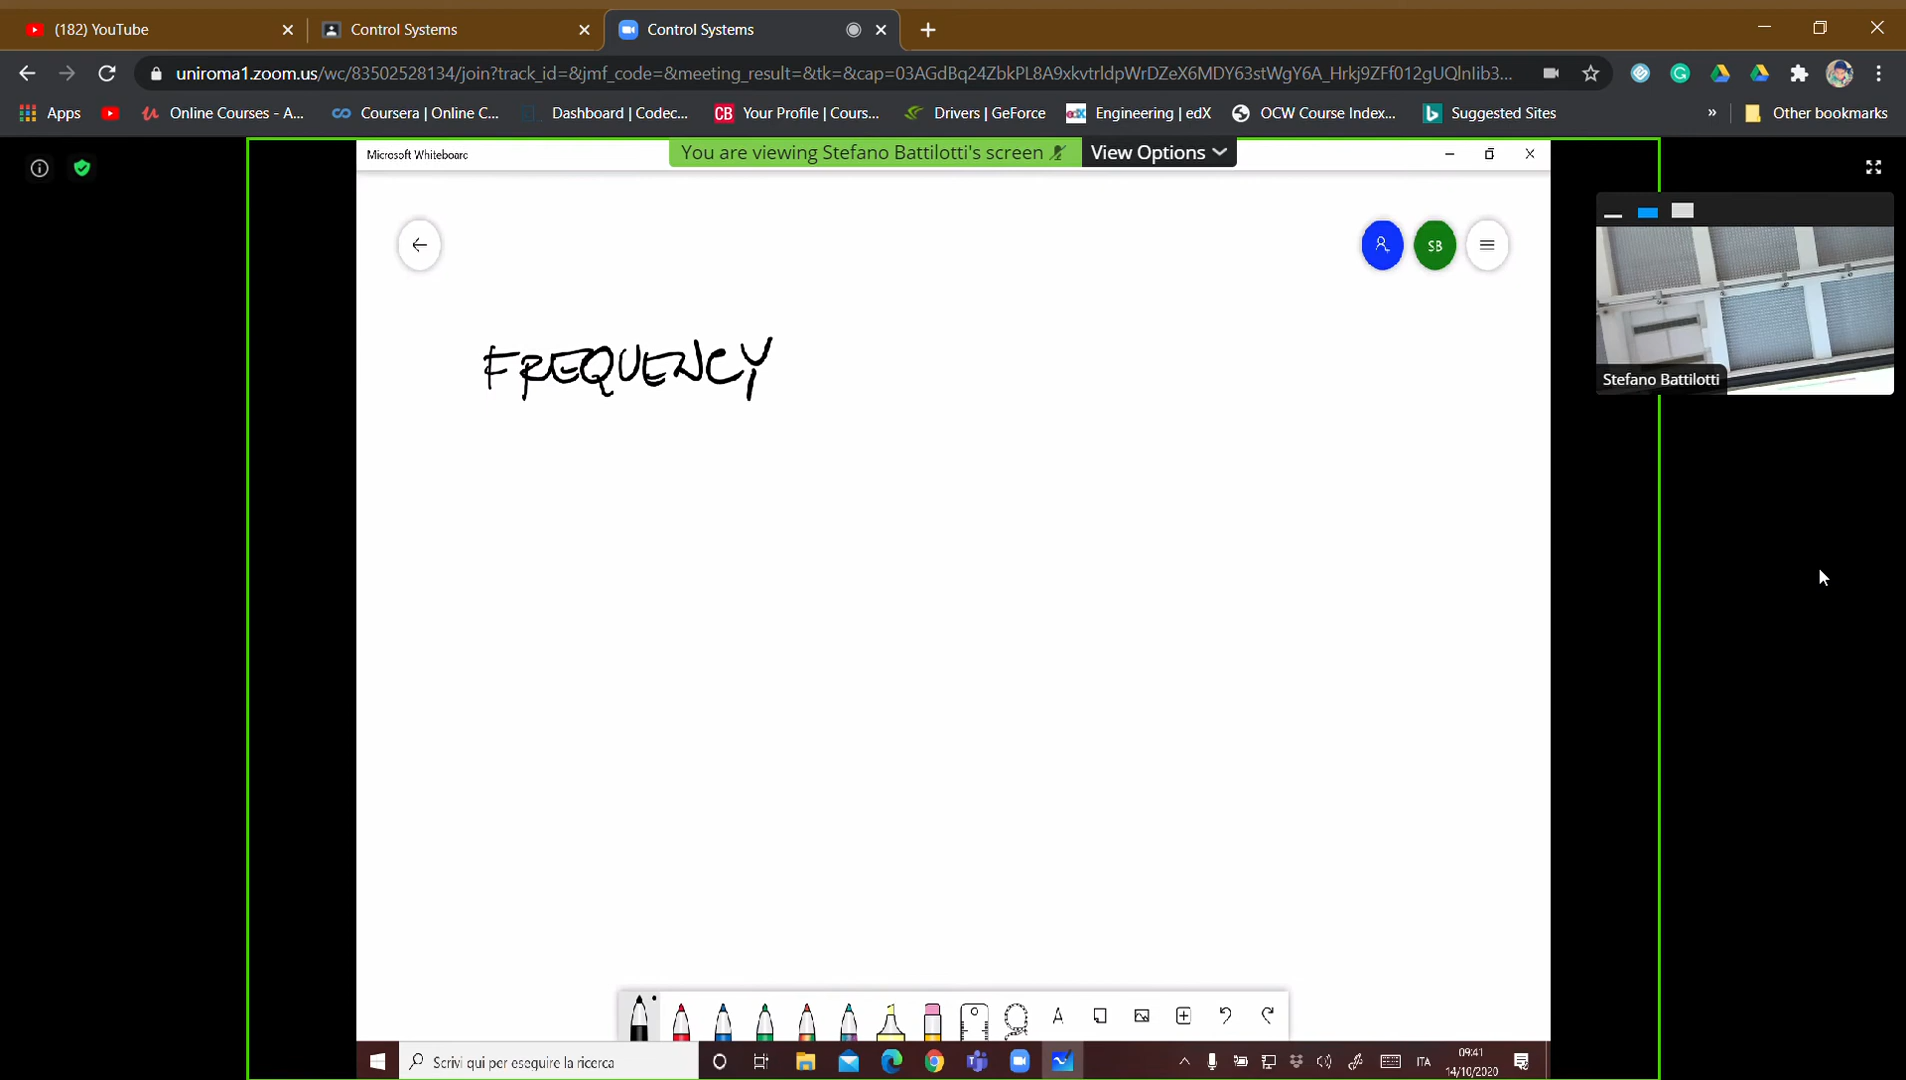 (182) YouTube
Control Systems
Control Systems
uniroma1.zoom.us/wc/83502528134/join?track_id=&jmf_code=&meeting_result=&tk=&cap=03AGdBq24ZbkPL8A9xkvtrldpWrDZeX6MDY63stWgY6A_Hrkj9ZFf012gUQlnIib3...
Apps
Online Courses - A...
Coursera | Online C...
Dashboard | Codec...
CB Your Profile | Cours...
Drivers | GeForce
edX Engineering | edX
OCW Course Index...
Suggested Sites
» Other bookmarks
Microsoft Whiteboard
You are viewing Stefano Battilotti's screen
View Options
SB
Stefano Battilotti
FREQUENCY
A
Scrivi qui per eseguire la ricerca
ITA
09:41
14/10/2020